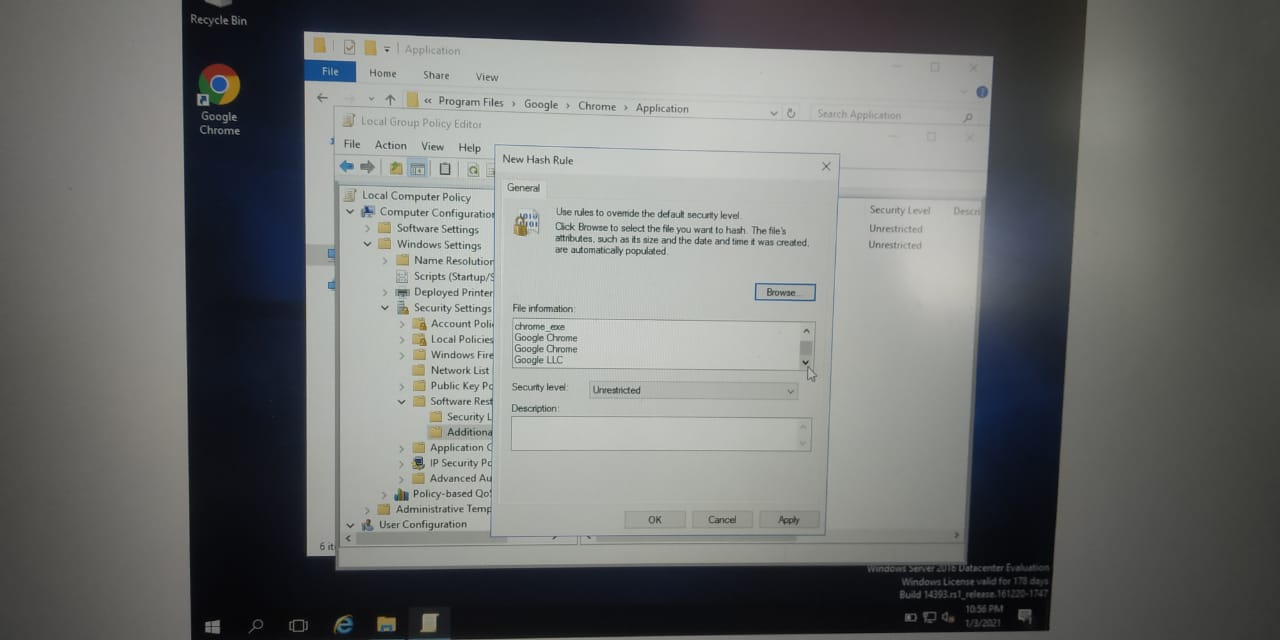 Recycle Bin
Google
Chrome
Application
File
Home
Share
View
« Program Files › Google › Chrome › Application
Search Application
Local Group Policy Editor
File
Action
View
Help
Local Computer Policy
Computer Configuration
Software Settings
Windows Settings
Name Resolution
Scripts (Startup/S
Deployed Printer
Security Settings
Account Poli
Local Policies
Windows Fire
Network List
Public Key Po
Software Rest
Security L
Additiona
Application C
IP Security Po
Advanced Au
Policy-based QoS
Administrative Temp
User Configuration
New Hash Rule
General
Use rules to override the default security level.
Click Browse to select the file you want to hash. The file's
attributes, such as its size and the date and time it was created,
are automatically populated.
Browse...
File information:
chrome_exe
Google Chrome
Google Chrome
Google LLC
Security level:
Unrestricted
Description:
OK
Cancel
Apply
Security Level
Descri
Unrestricted
Unrestricted
6 it
Windows Server 2016 Datacenter Evaluation
Windows License valid for 178 days
Build 14393.rs1_release.161220-1747
10:56 PM
1/3/2021